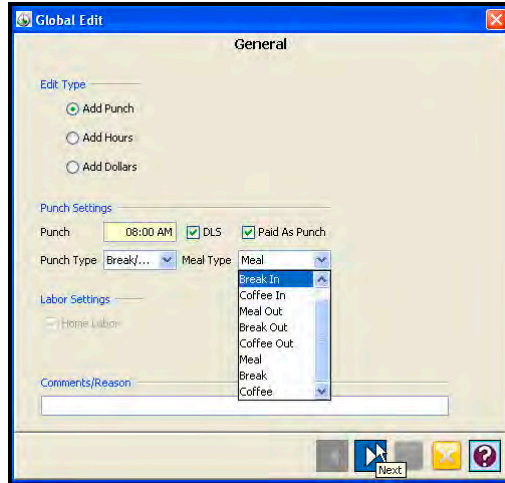 Global Edit
General
Edit Type
Add Punch
Add Hours
Add Dollars
Punch Settings
Punch 08:00 AM DLS Paid As Punch
Punch Type Break/... Meal Type Meal
Break In
Labor Settings Coffee In
Home Labor Meal Out
Break Out
Coffee Out
Meal
Break
Comments/Reason Coffee
Next